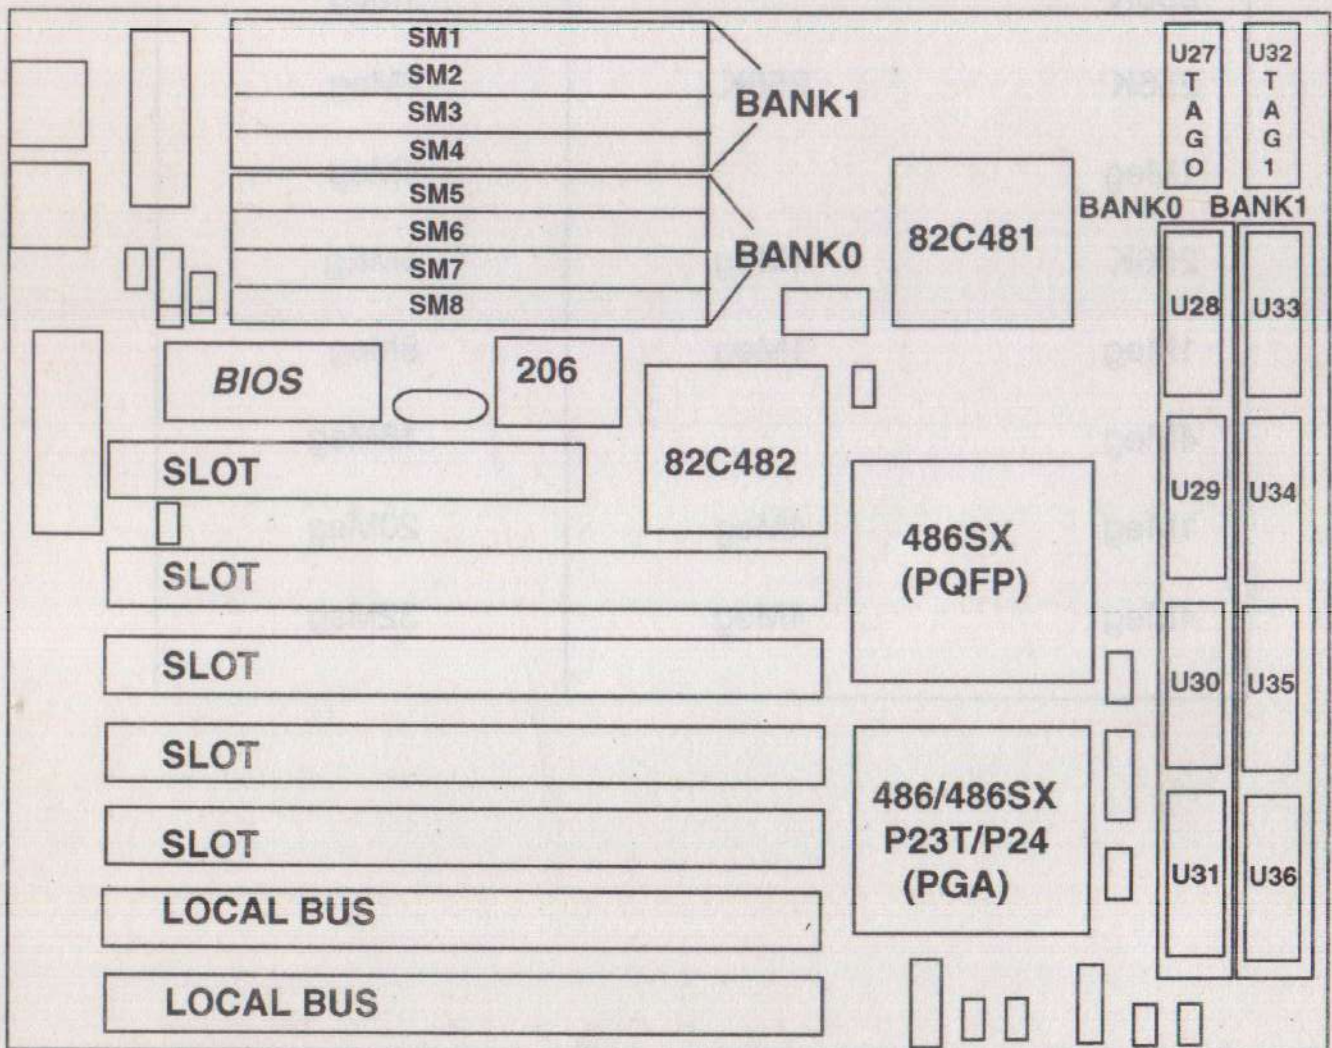 SM1
SM2
SM3
SM4
BANK1
SM5
SM6
SM7
SM8
BANK0
U27
TAGO
U32
TAG1
BANK0 BANK1
82C481
U28
U33
BIOS
206
82C482
SLOT
U29
U34
486SX
(PQFP)
SLOT
SLOT
U30
U35
SLOT
486/486SX
P23T/P24
(PGA)
SLOT
U31
U36
LOCAL BUS
LOCAL BUS